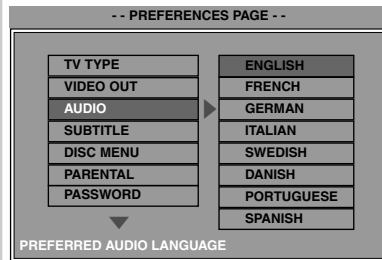 - - PREFERENCES PAGE - -
TV TYPE
VIDEO OUT
AUDIO
SUBTITLE
DISC MENU
PARENTAL
PASSWORD
ENGLISH
FRENCH
GERMAN
ITALIAN
SWEDISH
DANISH
PORTUGUESE
SPANISH
PREFERRED AUDIO LANGUAGE